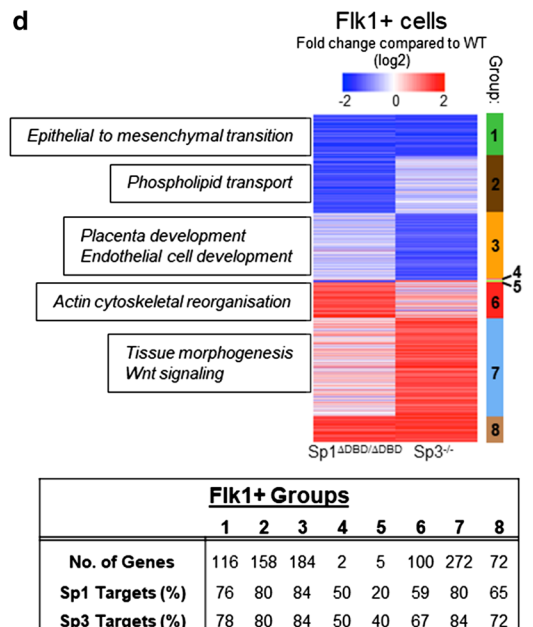 d
Flk1+ cells
Fold change compared to WT
(log2)
-2 0 2
Group:
Epithelial to mesenchymal transition
1
Phospholipid transport
2
Placenta development
Endothelial cell development
3
4
5
Actin cytoskeletal reorganisation
6
Tissue morphogenesis
Wnt signaling
7
8
Sp1ΔDBD/ΔDBD Sp3-/-
Flk1+ Groups
1 2 3 4 5 6 7 8
No. of Genes 116 158 184 2 5 100 272 72
Sp1 Targets (%) 76 80 84 50 20 59 80 65
Sp3 Targets (%) 78 80 84 50 40 67 84 72